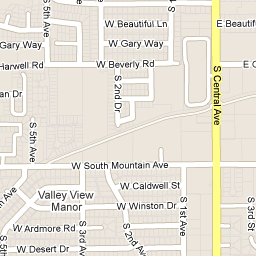 W Beautiful Ln
E Beautiful
S 5th Ave
W Gary Way
W Gary Way
Harwell Rd
W Beverly Rd
E C
S 2nd Dr
S Central Ave
an Dr
S 5th Ave
W South Mountain Ave
n Ave
W Caldwell St
Valley View
Manor
W Winston Dr
S 1st Ave
S 3rd St
W Ardmore Rd
S 3rd A
S 2nd A
W Desert Dr